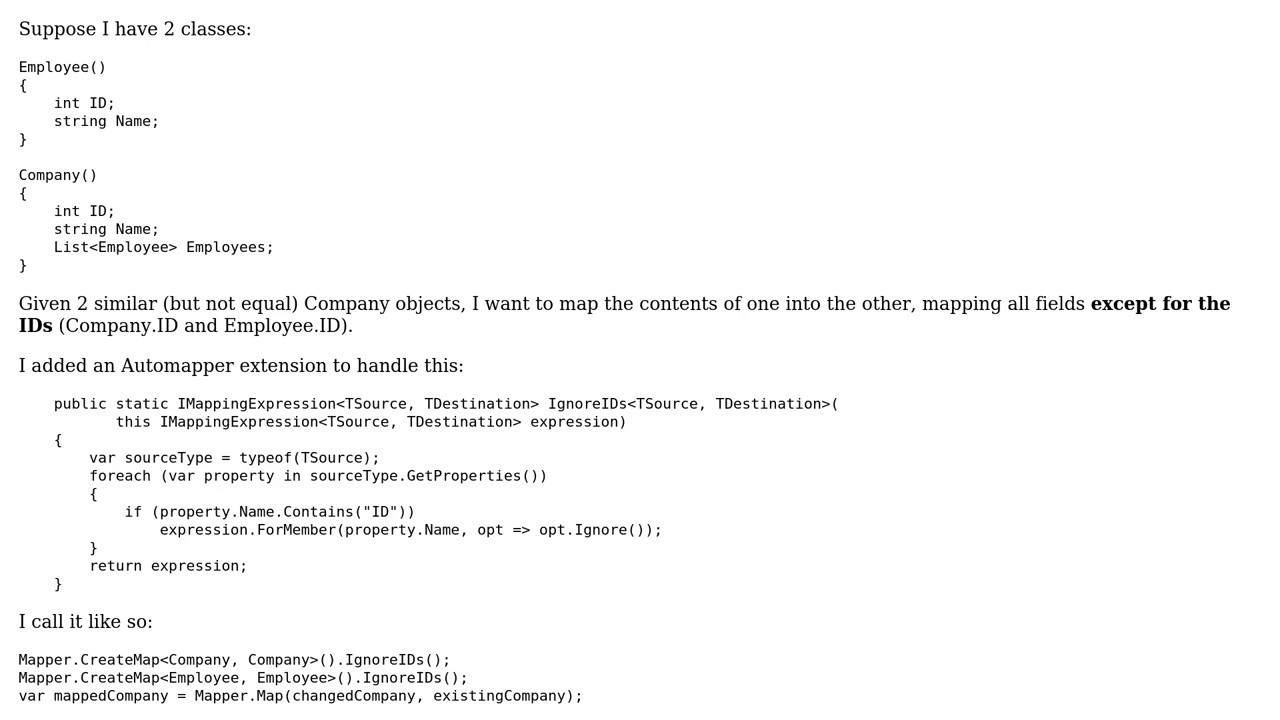 Suppose I have 2 classes:
Employee()
{
    int ID;
    string Name;
}
Company()
{
    int ID;
    string Name;
    List<Employee> Employees;
}
Given 2 similar (but not equal) Company objects, I want to map the contents of one into the other, mapping all fields except for the
IDs (Company.ID and Employee.ID).
I added an Automapper extension to handle this:
    public static IMappingExpression<TSource, TDestination> IgnoreIDs<TSource, TDestination>(
           this IMappingExpression<TSource, TDestination> expression)
    {
        var sourceType = typeof(TSource);
        foreach (var property in sourceType.GetProperties())
        {
            if (property.Name.Contains("ID"))
                expression.ForMember(property.Name, opt => opt.Ignore());
        }
        return expression;
    }
I call it like so:
Mapper.CreateMap<Company, Company>().IgnoreIDs();
Mapper.CreateMap<Employee, Employee>().IgnoreIDs();
var mappedCompany = Mapper.Map(changedCompany, existingCompany);